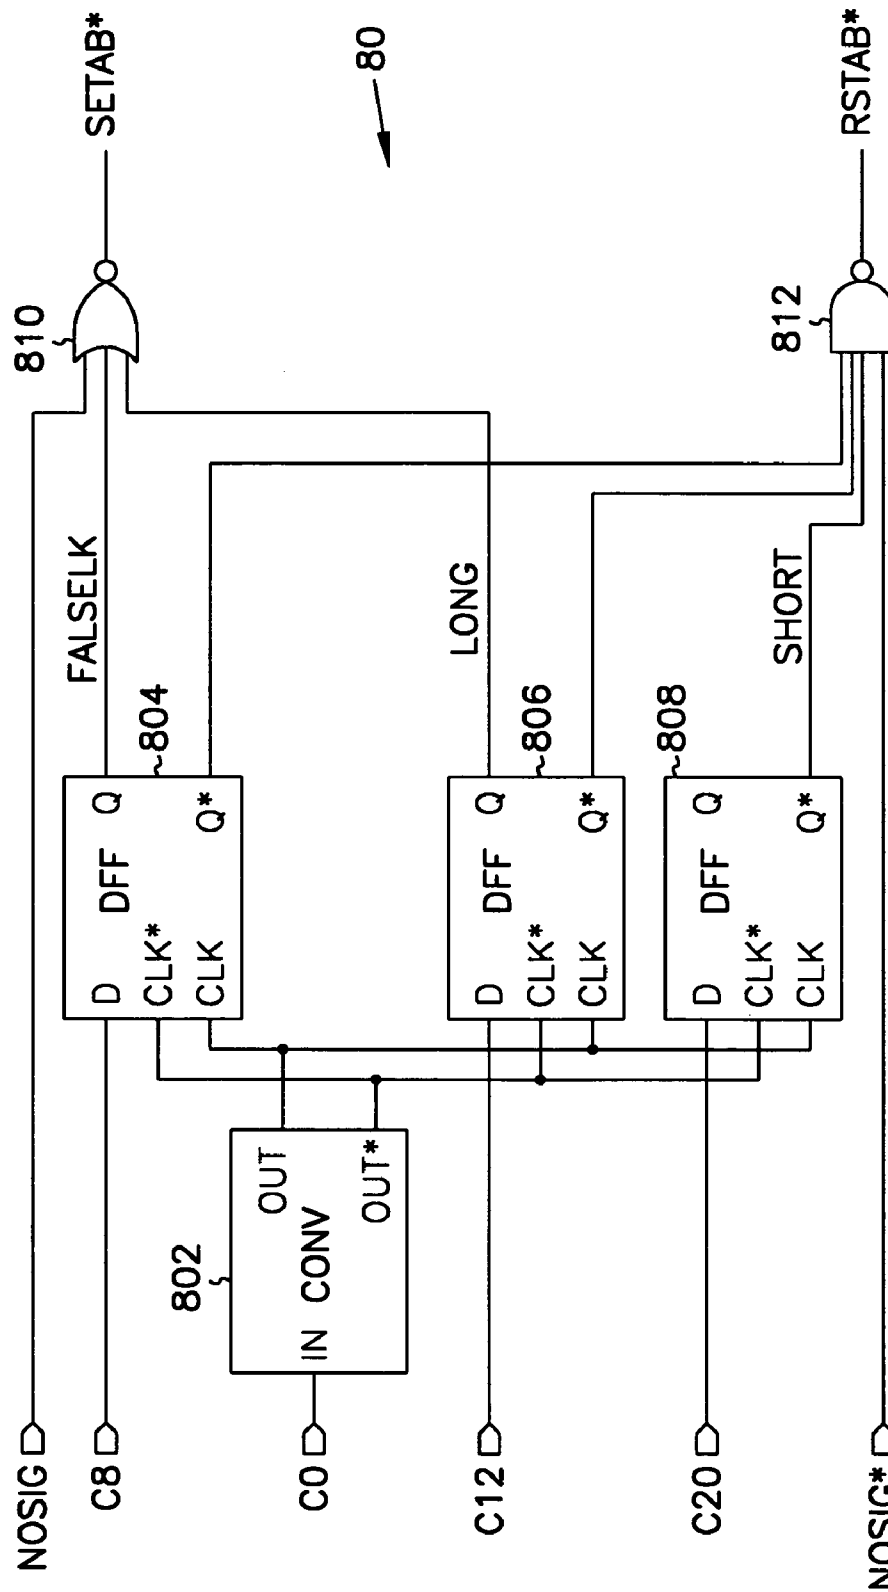 NOSIG
C8
C0
C12
C20
NOSIG*
802
IN CONV
OUT
OUT*
D
DFF
Q
CLK*
CLK
Q*
804
FALSELK
D
DFF
Q
CLK*
CLK
Q*
806
LONG
D
DFF
Q
CLK*
CLK
Q*
808
SHORT
810
SETAB*
80
812
RSTAB*